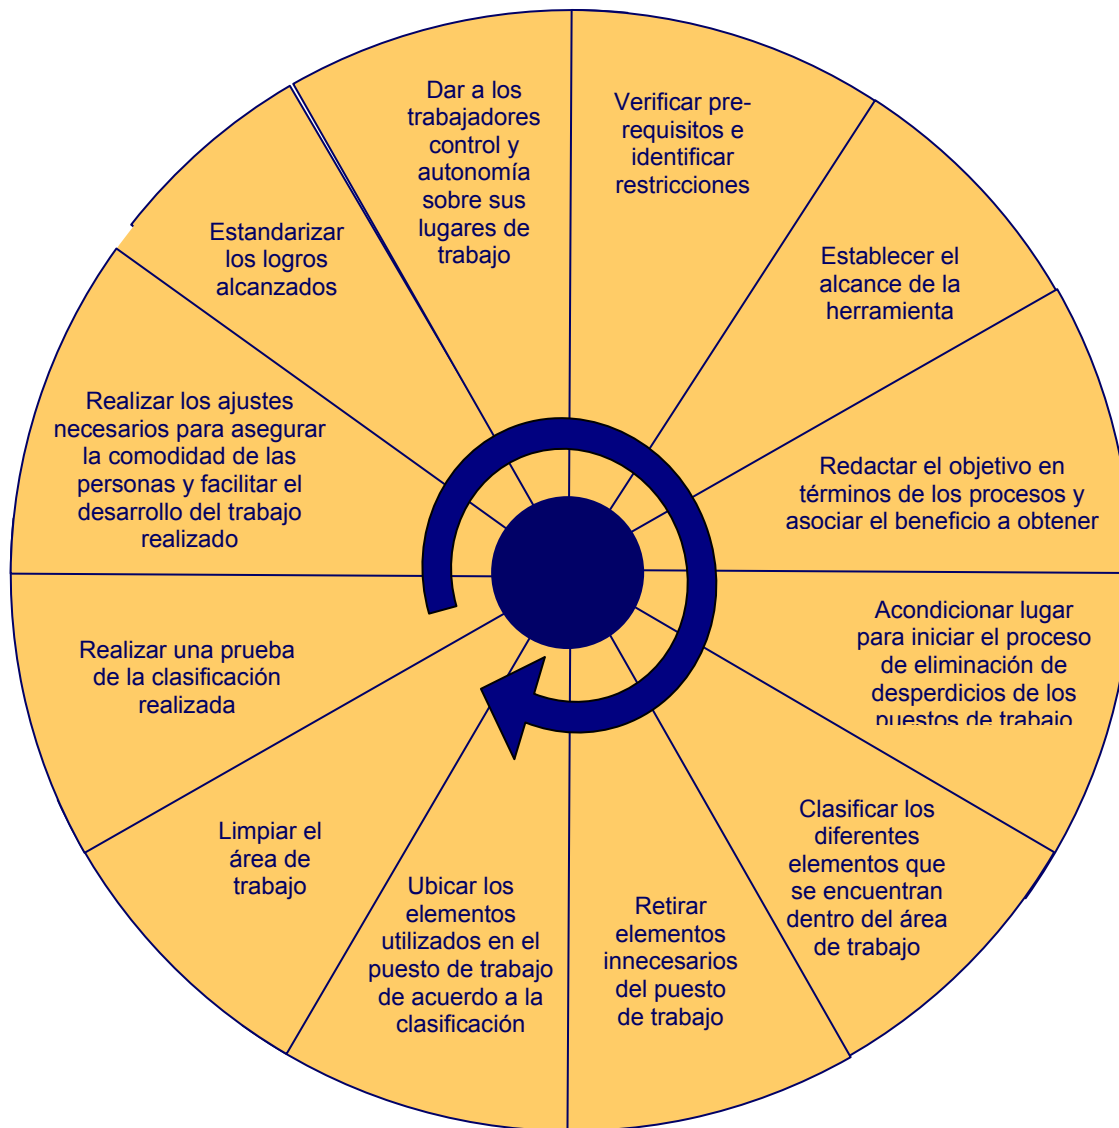 Verificar pre-
requisitos e
identificar
restricciones
Establecer el
alcance de la
herramienta
Redactar el objetivo en
términos de los procesos y
asociar el beneficio a obtener
Acondicionar lugar
para iniciar el proceso
de eliminación de
desperdicios de los
puestos de trabajo
Clasificar los
diferentes
elementos que
se encuentran
dentro del área
de trabajo
Retirar
elementos
innecesarios
del puesto
de trabajo
Ubicar los
elementos
utilizados en el
puesto de trabajo
de acuerdo a la
clasificación
Limpiar el
área de
trabajo
Realizar una prueba
de la clasificación
realizada
Realizar los ajustes
necesarios para asegurar
la comodidad de las
personas y facilitar el
desarrollo del trabajo
realizado
Estandarizar
los logros
alcanzados
Dar a los
trabajadores
control y
autonomía
sobre sus
lugares de
trabajo